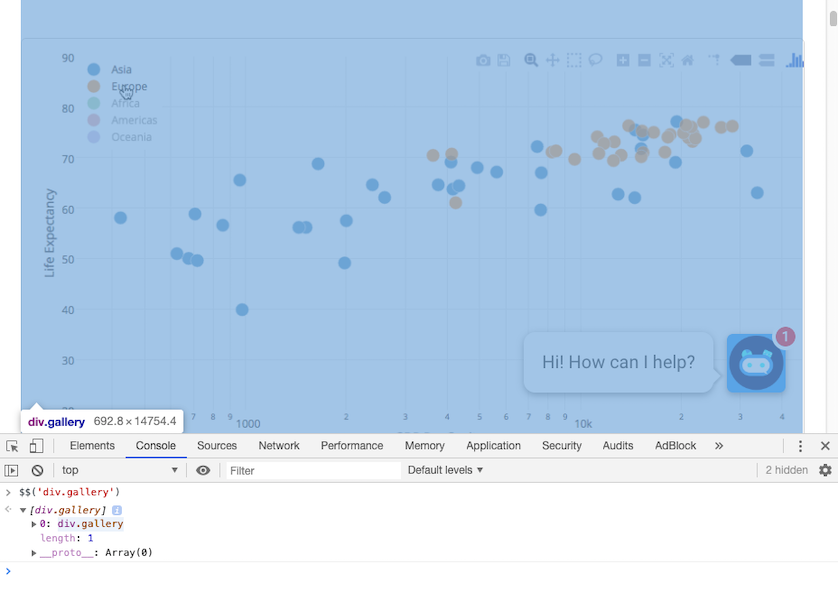 90
Asia
Europe
Africa
Americas
Oceania
80
70
60
50
40
30
Life Expectancy
1
Hi! How can I help?
div.gallery 692.8 × 14754.4
7 8 9 1000 2 3 4 5 6 7 8 9 10k 2 3 4
Elements Console Sources Network Performance Memory Application Security Audits AdBlock »
top Filter Default levels ▼ 2 hidden
> $$('div.gallery')
[div.gallery] i
0: div.gallery
length: 1
__proto__: Array(0)
>